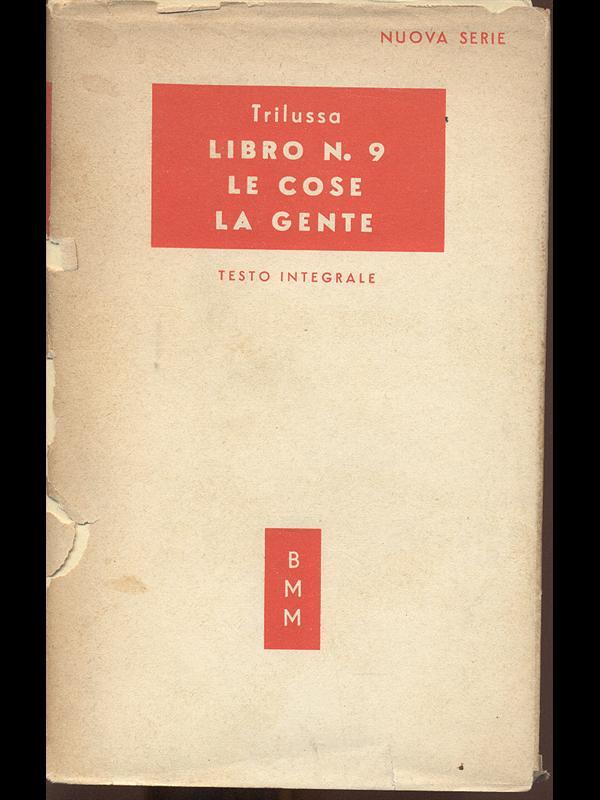 NUOVA SERIE
Trilussa
LIBRO N. 9
LE COSE
LA GENTE
TESTO INTEGRALE
B
M
M